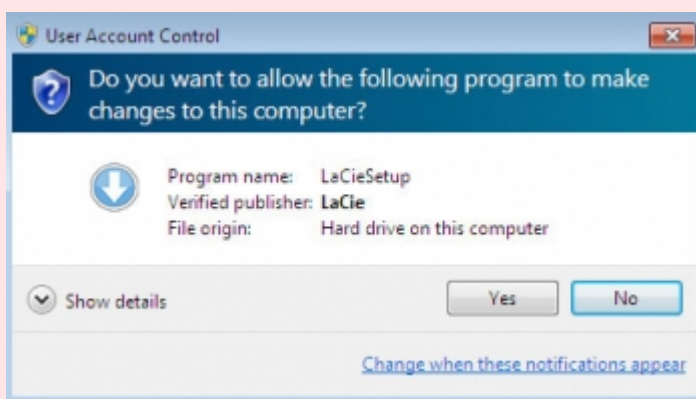 User Account Control
Do you want to allow the following program to make
changes to this computer?
Program name: LaCieSetup
Verified publisher: LaCie
File origin: Hard drive on this computer
Show details
Yes No
Change when these notifications appear